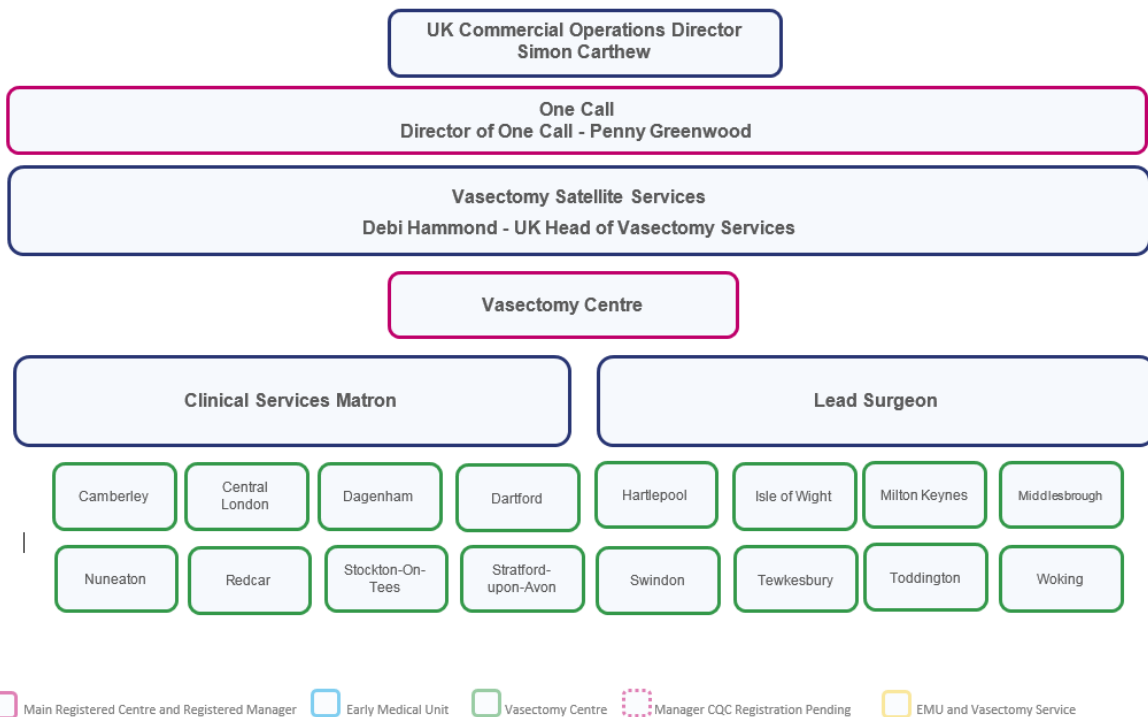 UK Commercial Operations Director
Simon Carthew
One Call
Director of One Call - Penny Greenwood
Vasectomy Satellite Services
Debi Hammond - UK Head of Vasectomy Services
Vasectomy Centre
Clinical Services Matron
Lead Surgeon
Camberley
Central
London
Dagenham
Dartford
Hartlepool
Isle of Wight
Milton Keynes
Middlesbrough
Nuneaton
Redcar
Stockton-On-
Tees
Stratford-
upon-Avon
Swindon
Tewkesbury
Toddington
Woking
Main Registered Centre and Registered Manager
Early Medical Unit
Vasectomy Centre
Manager CQC Registration Pending
EMU and Vasectomy Service